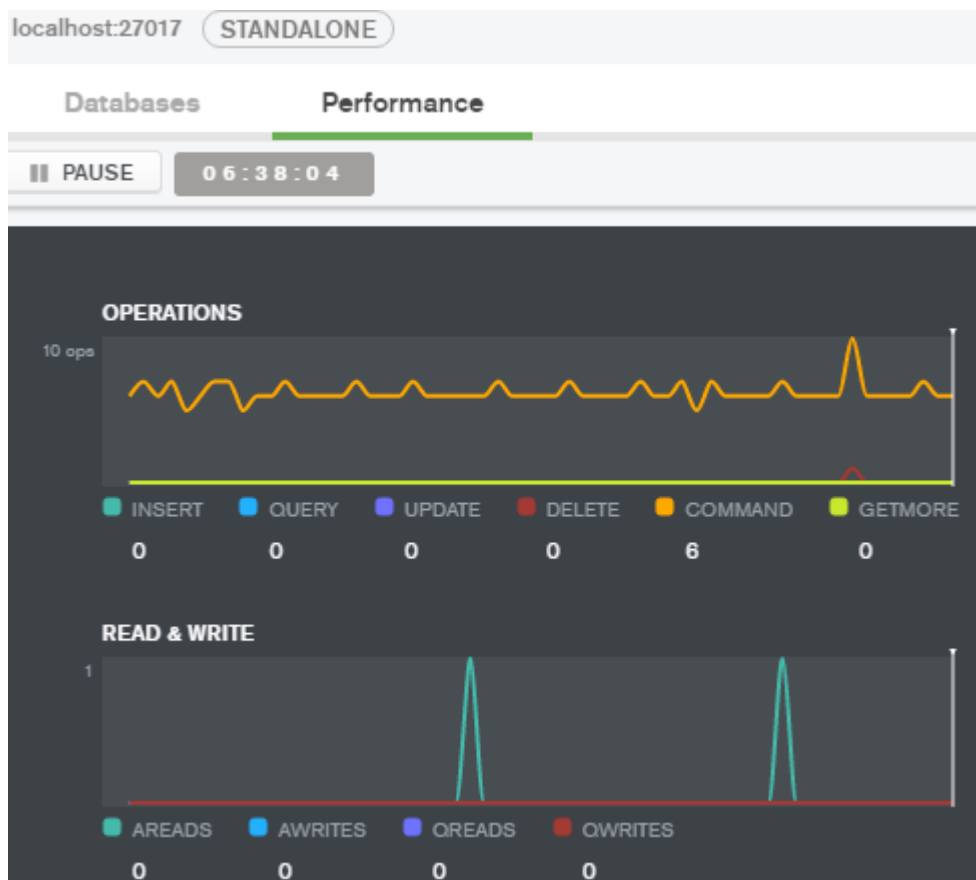 localhost:27017 STANDALONE
Databases Performance
PAUSE 06:38:04
OPERATIONS
10 ops
INSERT QUERY UPDATE DELETE COMMAND GETMORE
0 0 0 0 6 0
READ & WRITE
1
AREADS AWRITES QREADS QWRITES
0 0 0 0